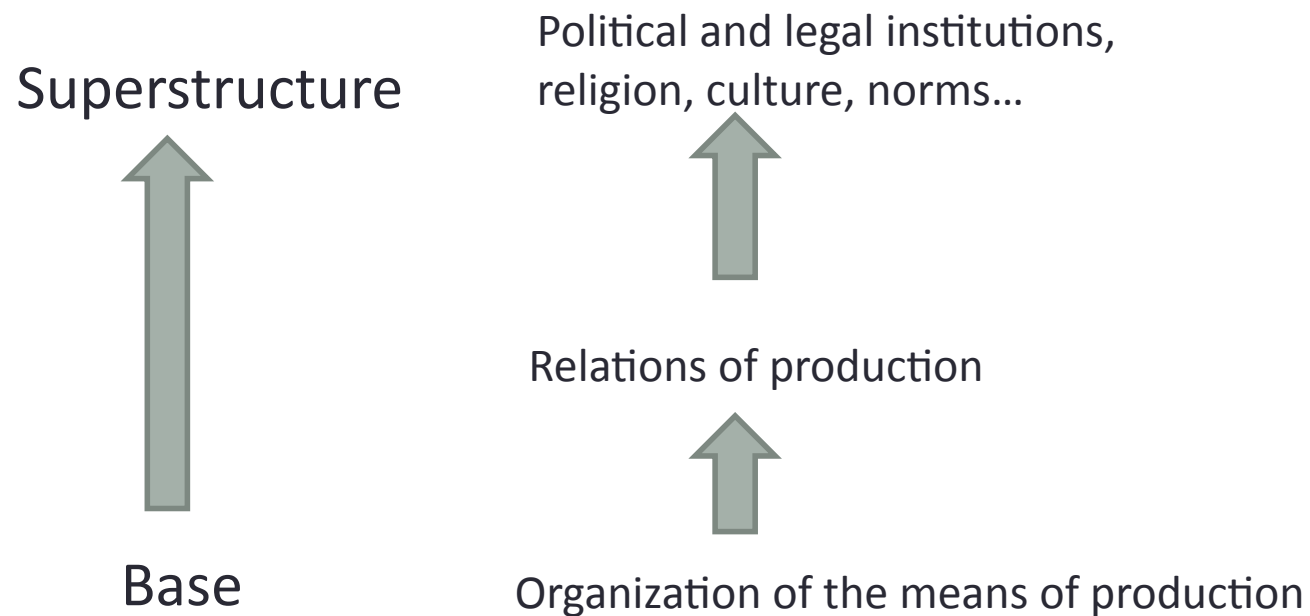 Superstructure
Political and legal institutions,
religion, culture, norms…
Relations of production
Base
Organization of the means of production